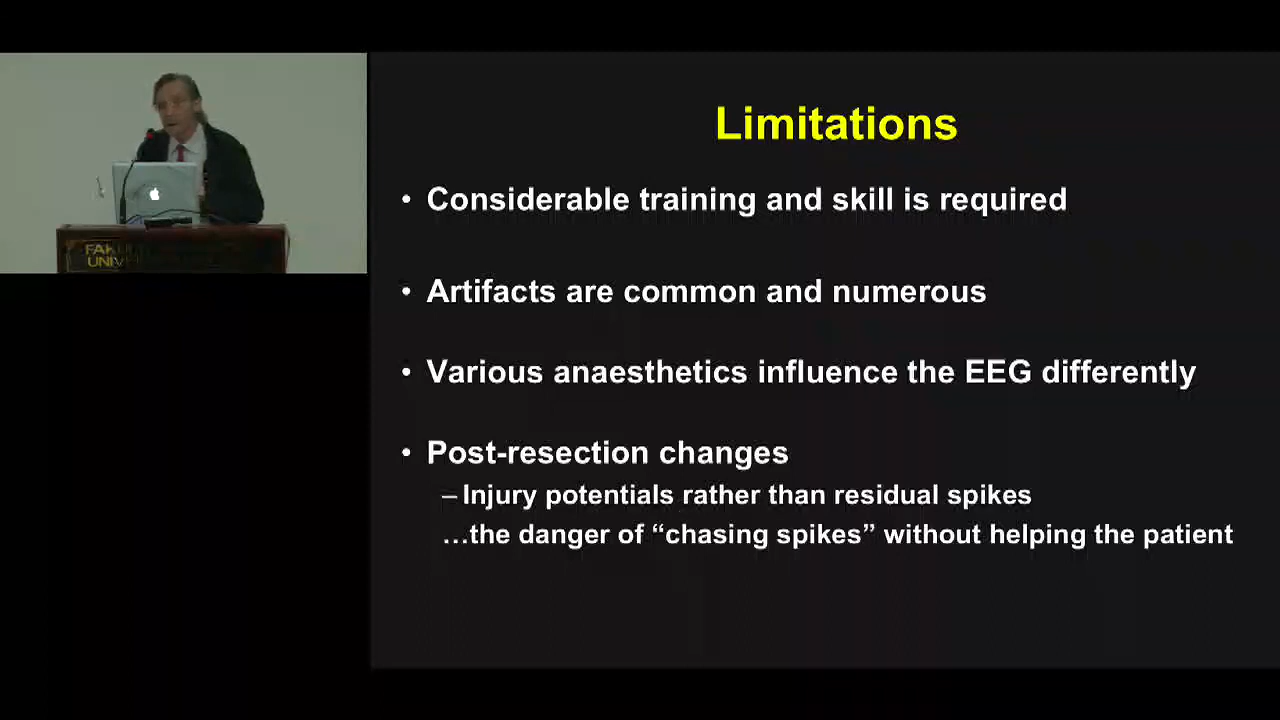 Limitations
• Considerable training and skill is required
• Artifacts are common and numerous
• Various anaesthetics influence the EEG differently
• Post-resection changes
– Injury potentials rather than residual spikes
…the danger of “chasing spikes” without helping the patient